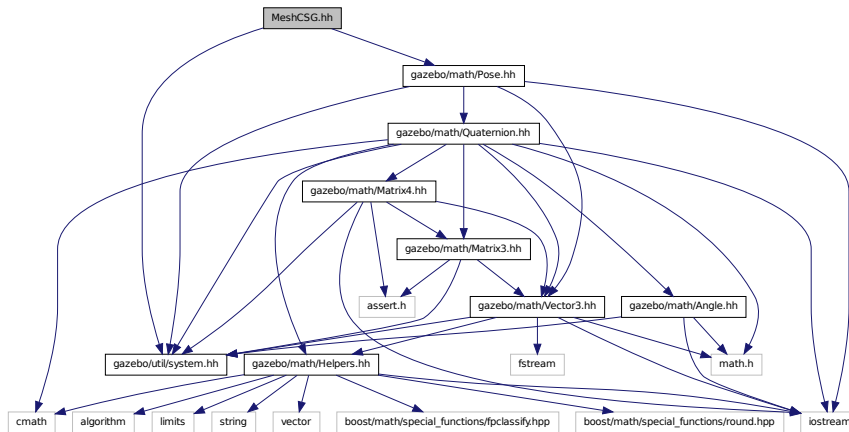 MeshCSG.hh
gazebo/math/Pose.hh
gazebo/math/Quaternion.hh
gazebo/math/Matrix4.hh
gazebo/math/Matrix3.hh
assert.h
gazebo/math/Vector3.hh
gazebo/math/Angle.hh
gazebo/util/system.hh
gazebo/math/Helpers.hh
fstream
math.h
cmath
algorithm
limits
string
vector
boost/math/special_functions/fpclassify.hpp
boost/math/special_functions/round.hpp
iostream